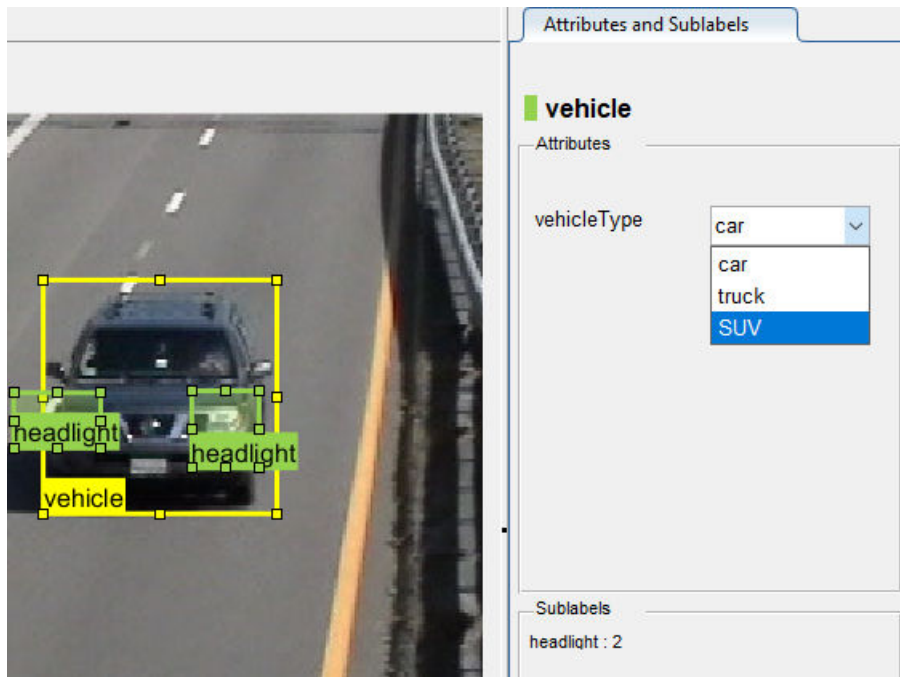 Attributes and Sublabels
vehicle
Attributes
vehicleType
car
car
truck
SUV
headlight
headlight
vehicle
Sublabels
headlight : 2